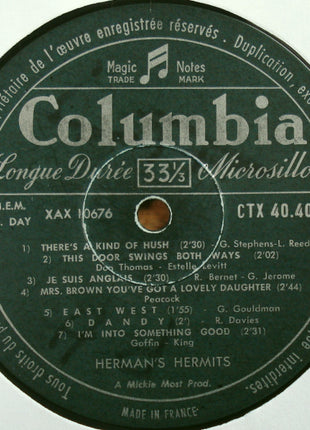 riétaire de l'œuvre enregistrée réservés. - Duplication, exé
Magic Notes
TRADE MARK
Columbia
Longue Durée 33⅓ Microsillo
I.E.M.
. DAY XAX 10676 CTX 40.40
1) THERE'S A KIND OF HUSH (2'30) - G. Stephens-L. Reed
2) THIS DOOR SWINGS BOTH WAYS (2'02)
Don Thomas - Estelle Levitt
3) JE SUIS ANGLAIS (2'30) - R. Bernet - G. Jerome
4) MRS. BROWN YOU'VE GOT A LOVELY DAUGHTER (2'44)
Peacock
5) EAST WEST (1'55) - G. Gouldman
6) DANDY (2') - R. Davies
7) I'M INTO SOMETHING GOOD (2'31)
Goffin - King
HERMAN'S HERMITS
A Mickie Most Prod.
Tous droits du p
interdites.
MADE IN FRANCE